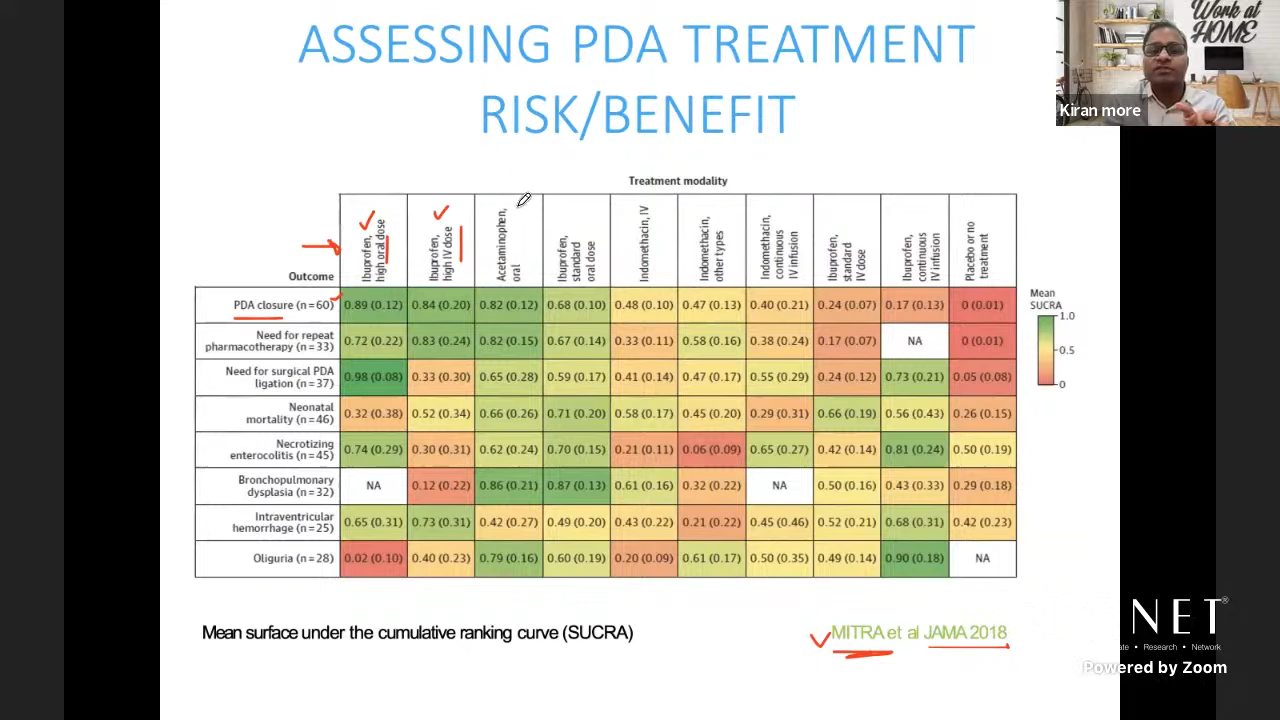 ASSESSING PDA TREATMENT
RISK/BENEFIT
Work at
HOME
Kiran more
Treatment modality
Outcome
Ibuprofen, high oral dose
Ibuprofen, high IV dose
Acetaminophen, oral
Ibuprofen, standard oral dose
Indomethacin, IV
Indomethacin, other types
Indomethacin, continuous IV infusion
Ibuprofen, standard IV dose
Ibuprofen, continuous IV infusion
Placebo or no treatment
PDA closure (n=60) 0.89 (0.12) 0.84 (0.20) 0.82 (0.12) 0.68 (0.10) 0.48 (0.10) 0.47 (0.13) 0.40 (0.21) 0.24 (0.07) 0.17 (0.13) 0 (0.01)
Need for repeat
pharmacotherapy (n=33) 0.72 (0.22) 0.83 (0.24) 0.82 (0.15) 0.67 (0.14) 0.33 (0.11) 0.58 (0.16) 0.38 (0.24) 0.17 (0.07) NA 0 (0.01)
Need for surgical PDA
ligation (n=37) 0.98 (0.08) 0.33 (0.30) 0.65 (0.28) 0.59 (0.17) 0.41 (0.14) 0.47 (0.17) 0.55 (0.29) 0.24 (0.12) 0.73 (0.21) 0.05 (0.08)
Neonatal
mortality (n=46) 0.32 (0.38) 0.52 (0.34) 0.66 (0.26) 0.71 (0.20) 0.58 (0.17) 0.45 (0.20) 0.29 (0.31) 0.66 (0.19) 0.56 (0.43) 0.26 (0.15)
Necrotizing
enterocolitis (n=45) 0.74 (0.29) 0.30 (0.31) 0.62 (0.24) 0.70 (0.15) 0.21 (0.11) 0.06 (0.09) 0.65 (0.27) 0.42 (0.14) 0.81 (0.24) 0.50 (0.19)
Bronchopulmonary
dysplasia (n=32) NA 0.12 (0.22) 0.86 (0.21) 0.87 (0.13) 0.61 (0.16) 0.32 (0.22) NA 0.50 (0.16) 0.43 (0.33) 0.29 (0.18)
Intraventricular
hemorrhage (n=25) 0.65 (0.31) 0.73 (0.31) 0.42 (0.27) 0.49 (0.20) 0.43 (0.22) 0.21 (0.22) 0.45 (0.46) 0.52 (0.21) 0.68 (0.31) 0.42 (0.23)
Oliguria (n=28) 0.02 (0.10) 0.40 (0.23) 0.79 (0.16) 0.60 (0.19) 0.20 (0.09) 0.61 (0.17) 0.50 (0.35) 0.49 (0.14) 0.90 (0.18) NA
Mean
SUCRA
1.0
0.5
0
Mean surface under the cumulative ranking curve (SUCRA)
MITRA et al JAMA 2018
NET®
• Research • Network
Powered by Zoom